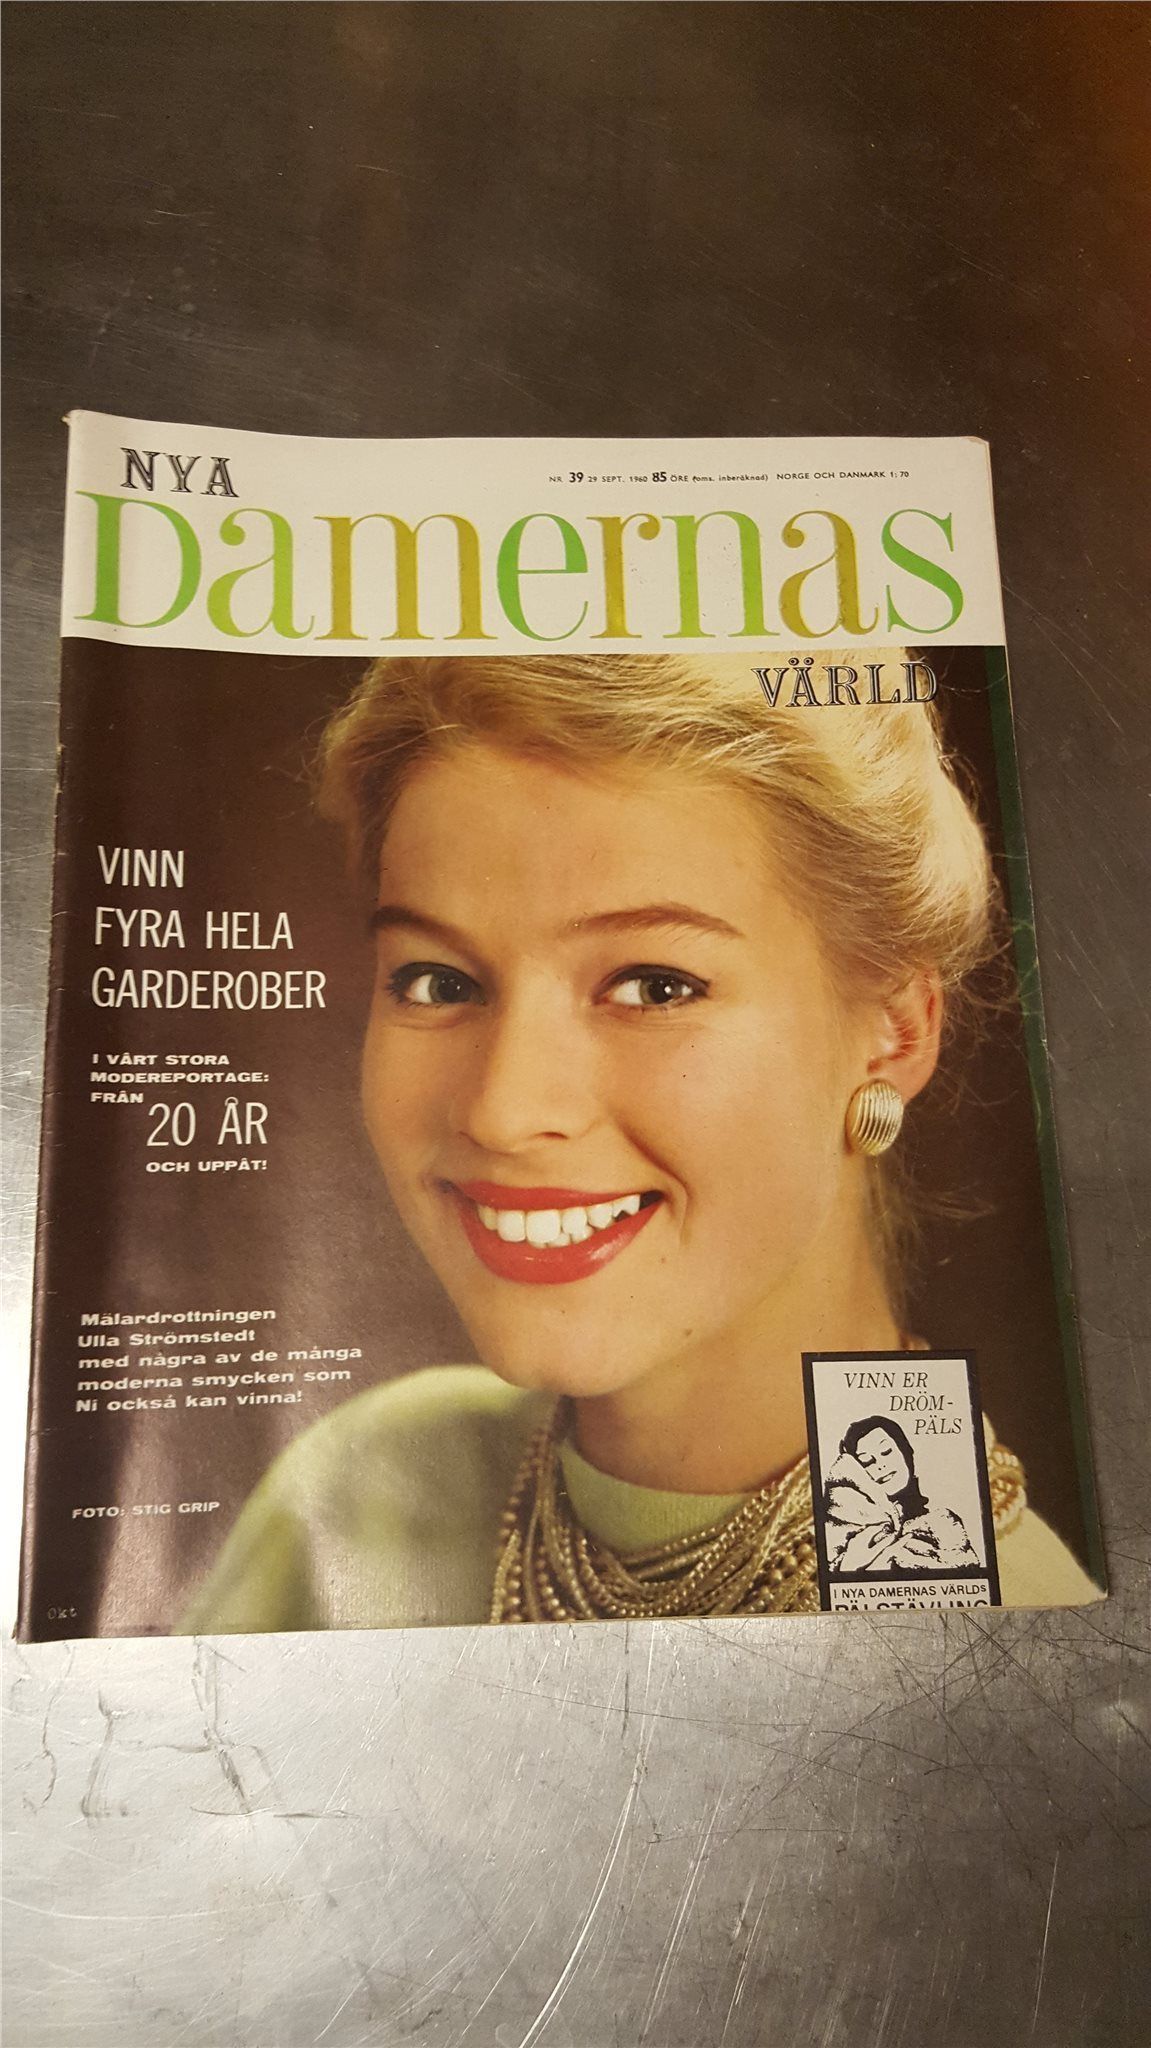 NYA
NR 39 29 SEPT. 1960 85 ÖRE (oms. inberäknad) NORGE OCH DANMARK 1:70
Damernas
VÄRLD
VINN
FYRA HELA
GARDEROBER
I VÅRT STORA
MODEREPORTAGE:
FRÅN
20 ÅR
OCH UPPÅT!
Mälardrottningen
Ulla Strömstedt
med några av de många
moderna smycken som
Ni också kan vinna!
FOTO: STIG GRIP
Okt
VINN ER
DRÖM-
PÄLS
I NYA DAMERNAS VÄRLDS
PÄLSTÄVLING